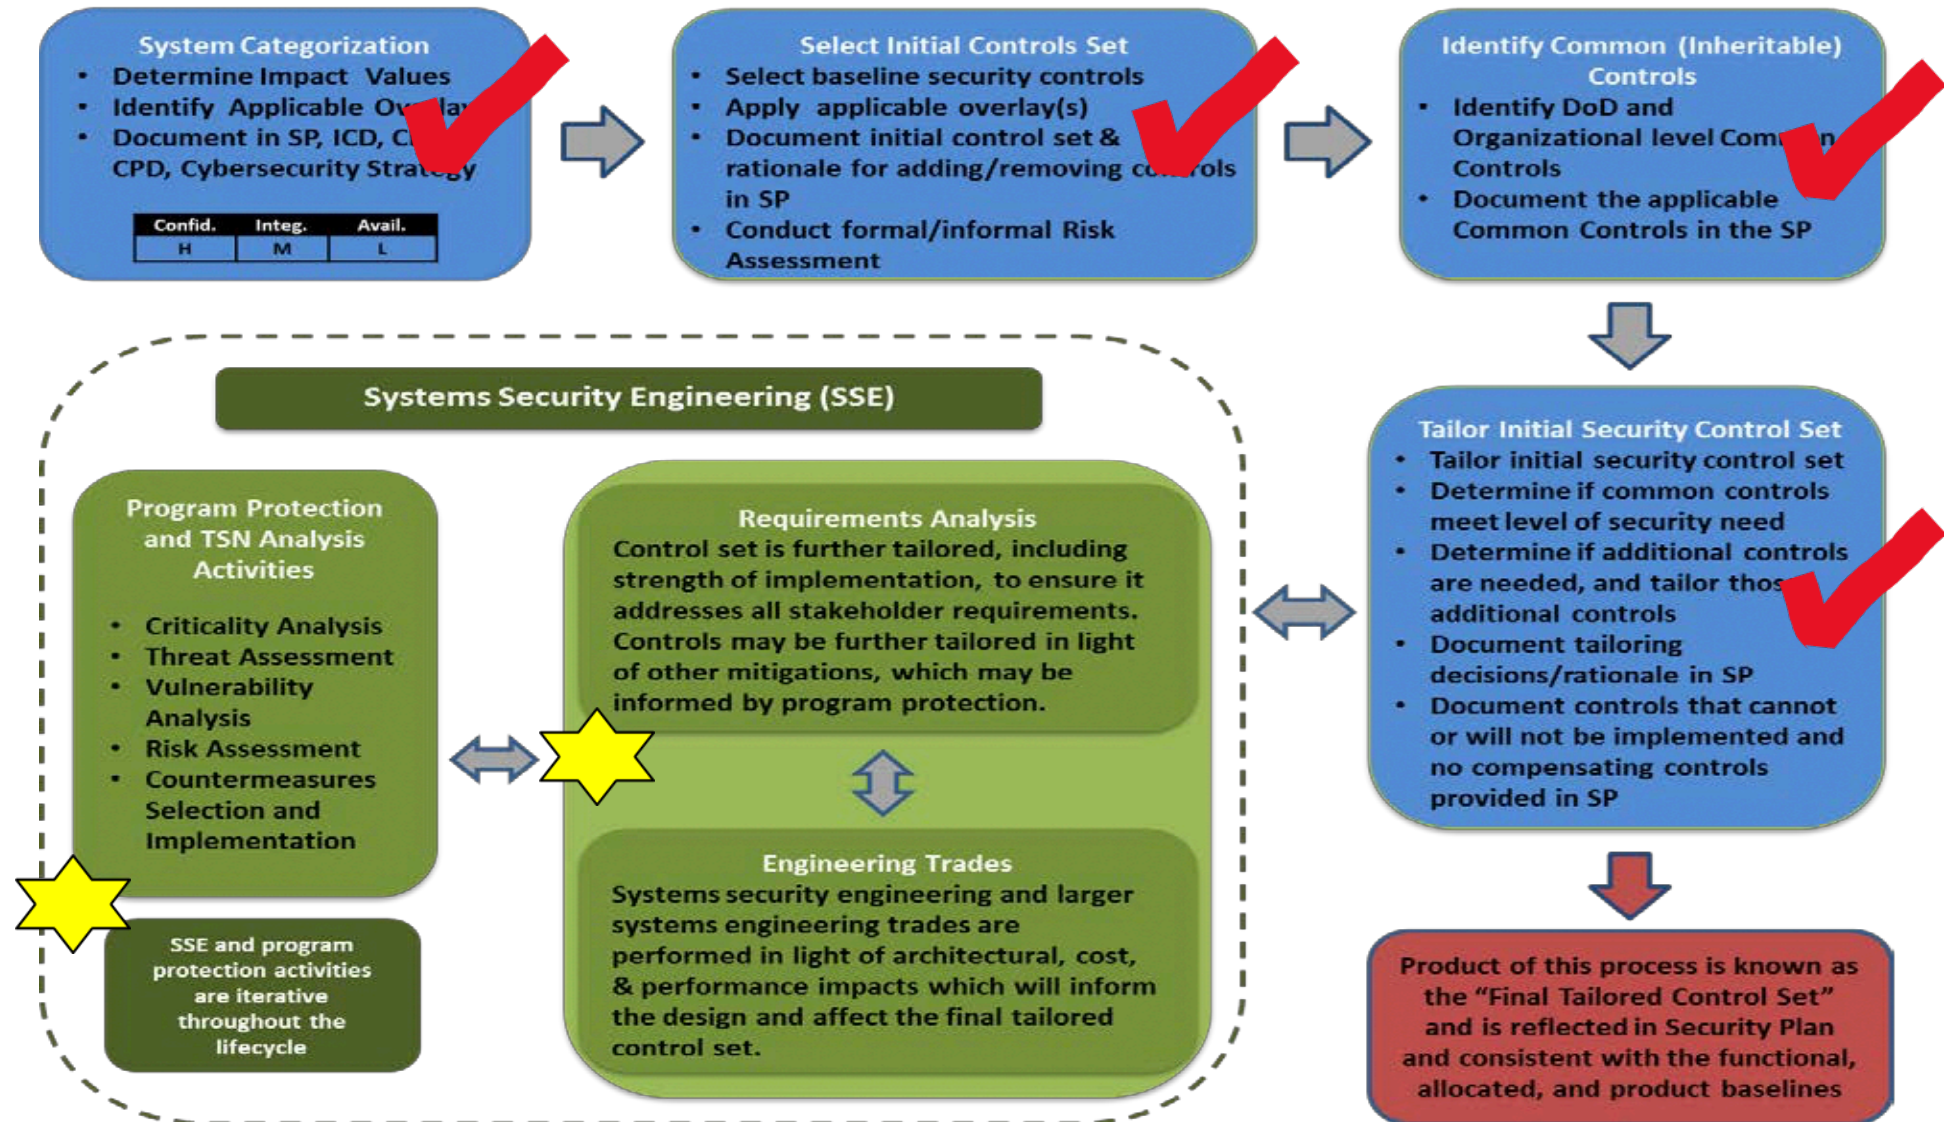 System Categorization
• Determine Impact Values
• Identify Applicable
• Document in SP, ICD,
CPD, Cybersecurity Strategy
Confid. Integ. Avail.
H M L
Select Initial Controls Set
• Select baseline security controls
• Apply applicable overlay(s)
• Document initial control set &
rationale for adding/removing controls
in SP
• Conduct formal/informal Risk
Assessment
Identify Common (Inheritable)
Controls
• Identify DoD and
Organizational level Common
Controls
• Document the applicable
Common Controls in the SP
Systems Security Engineering (SSE)
Program Protection
and TSN Analysis
Activities
• Criticality Analysis
• Threat Assessment
• Vulnerability
Analysis
• Risk Assessment
• Countermeasures
Selection and
Implementation
SSE and program
protection activities
are iterative
throughout the
lifecycle
Requirements Analysis
Control set is further tailored, including
strength of implementation, to ensure it
addresses all stakeholder requirements.
Controls may be further tailored in light
of other mitigations, which may be
informed by program protection.
Engineering Trades
Systems security engineering and larger
systems engineering trades are
performed in light of architectural, cost,
& performance impacts which will inform
the design and affect the final tailored
control set.
Tailor Initial Security Control Set
• Tailor initial security control set
• Determine if common controls
meet level of security need
• Determine if additional controls
are needed, and tailor those
additional controls
• Document tailoring
decisions/rationale in SP
• Document controls that cannot
or will not be implemented and
no compensating controls
provided in SP
Product of this process is known as
the “Final Tailored Control Set”
and is reflected in Security Plan
and consistent with the functional,
allocated, and product baselines